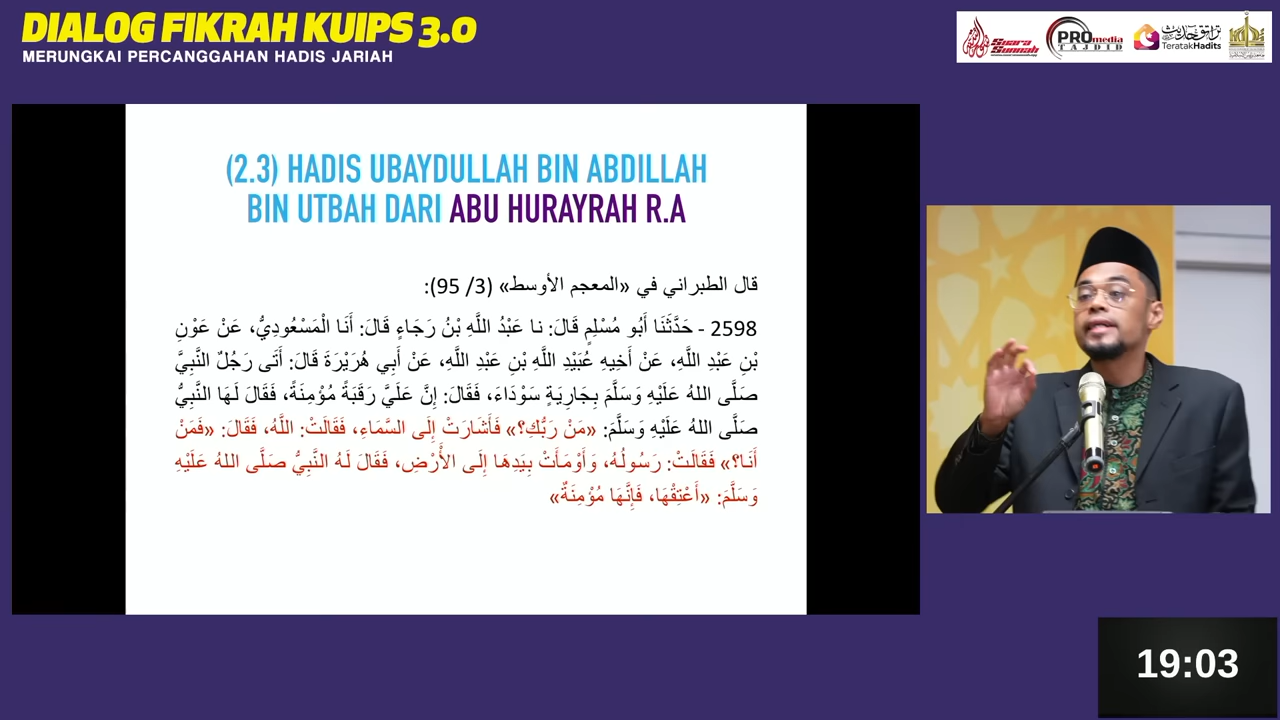 DIALOG FIKRAH KUIPS 3.0
MERUNGKAI PERCANGGAHAN HADIS JARIAH
Suara
Sunnah
PROmedia
TAJDID
TeratakHadits
(2.3) HADIS UBAYDULLAH BIN ABDILLAH
BIN UTBAH DARI ABU HURAYRAH R.A
قال الطبراني في «المعجم الأوسط» (3/ 95):
2598 - حَدَّثَنَا أَبُو مُسْلِمٍ قَالَ: نا عَبْدُ اللَّهِ بْنُ رَجَاءٍ قَالَ: أَنَا الْمَسْعُودِيُّ، عَنْ عَوْنِ
بْنِ عَبْدِ اللَّهِ، عَنْ أَخِيهِ عُبَيْدِ اللَّهِ بْنِ عَبْدِ اللَّهِ، عَنْ أَبِي هُرَيْرَةَ قَالَ: أَتَى رَجُلٌ النَّبِيَّ
صَلَّى اللهُ عَلَيْهِ وَسَلَّمَ بِجَارِيَةٍ سَوْدَاءَ، فَقَالَ: إِنَّ عَلَيَّ رَقَبَةً مُؤْمِنَةً، فَقَالَ لَهَا النَّبِيُّ
صَلَّى اللهُ عَلَيْهِ وَسَلَّمَ: «مَنْ رَبُّكِ؟» فَأَشَارَتْ إِلَى السَّمَاءِ، فَقَالَتْ: اللَّهُ، فَقَالَ: «فَمَنْ
أَنَا؟» فَقَالَتْ: رَسُولُهُ، وَأَوْمَأَتْ بِيَدِهَا إِلَى الْأَرْضِ، فَقَالَ لَهُ النَّبِيُّ صَلَّى اللهُ عَلَيْهِ
وَسَلَّمَ: «أَعْتِقْهَا، فَإِنَّهَا مُؤْمِنَةٌ»
19:03